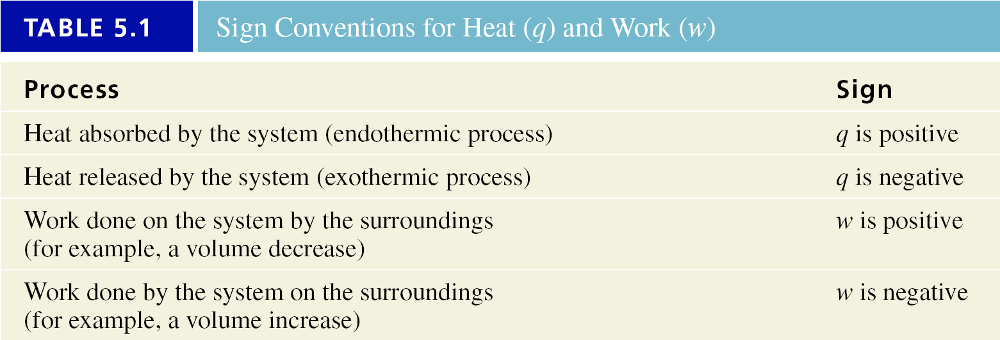 TABLE 5.1 Sign Conventions for Heat (q) and Work (w)
Process Sign
Heat absorbed by the system (endothermic process) q is positive
Heat released by the system (exothermic process) q is negative
Work done on the system by the surroundings w is positive
(for example, a volume decrease)
Work done by the system on the surroundings w is negative
(for example, a volume increase)